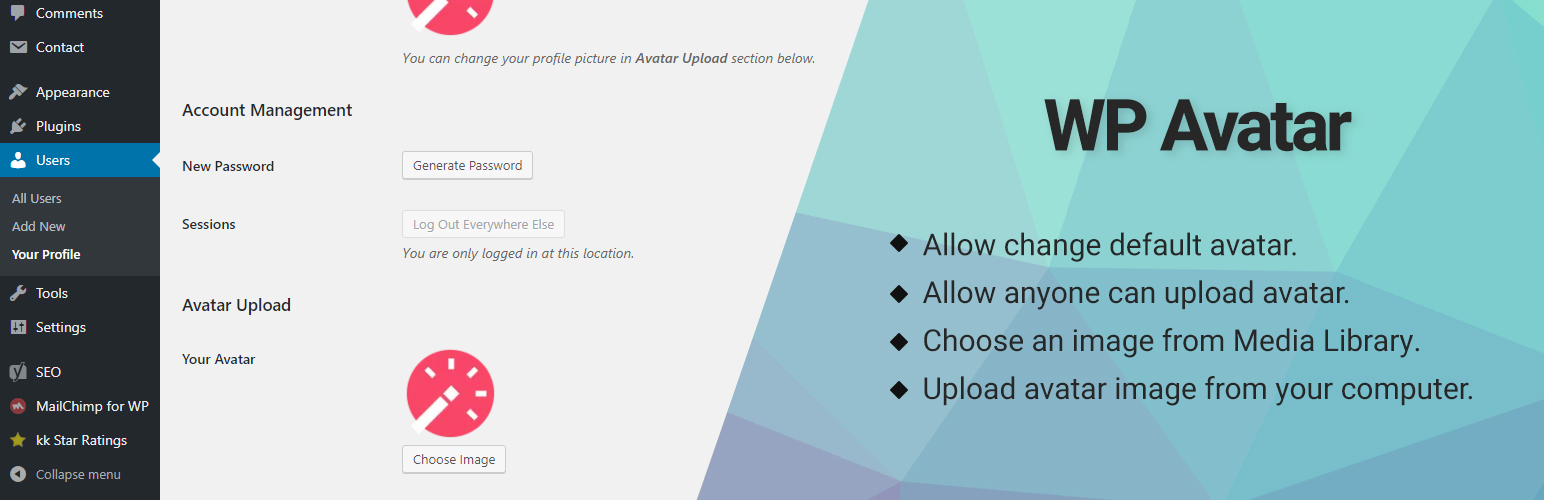 Comments
Contact
Appearance
Plugins
Users
All Users
Add New
Your Profile
Tools
Settings
SEO
MailChimp for WP
kk Star Ratings
Collapse menu
You can change your profile picture in Avatar Upload section below.
Account Management
New Password
Generate Password
Sessions
Log Out Everywhere Else
You are only logged in at this location.
Avatar Upload
Your Avatar
Choose Image
WP Avatar
Allow change default avatar.
Allow anyone can upload avatar.
Choose an image from Media Library.
Upload avatar image from your computer.